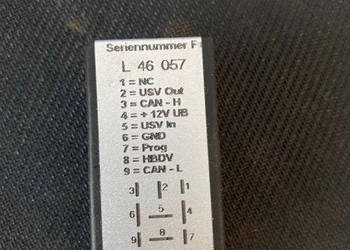 Seriennummer F
L 46 057
1 = NC
2 = USV Out
3 = CAN - H
4 = + 12V UB
5 = USV In
6 = GND
7 = Prog
8 = HBDV
9 = CAN - L
3 2 1
6 5 4
9 8 7